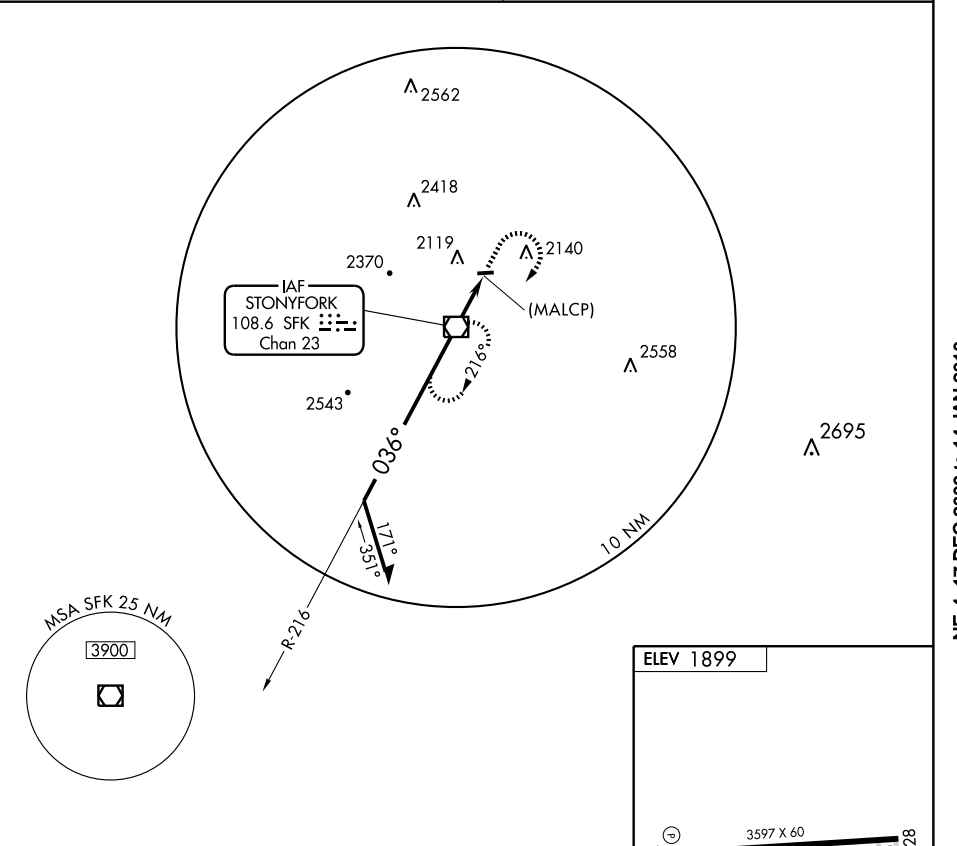 2562
2418
2119
2140
2370
IAF
STONYFORK
108.6 SFK
Chan 23
(MALCP)
216°
2558
2543
2695
036°
171°
351°
10 NM
R-216
MSA SFK 25 NM
3900
ELEV 1899
P
3597 X 60
28